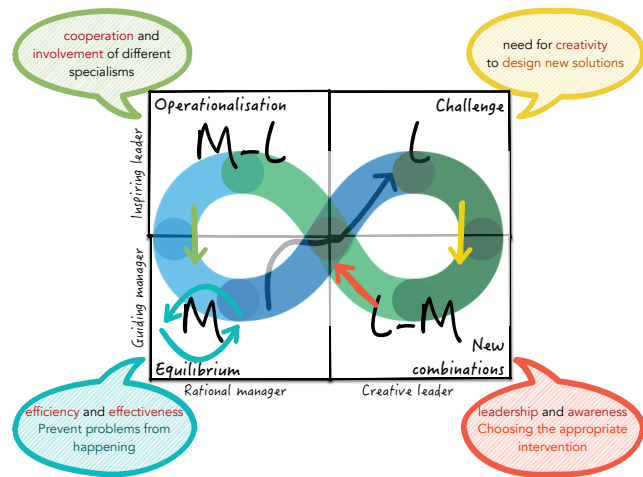 cooperation and
involvement of different
specialisms
need for creativity
to design new solutions
Operationalisation
Challenge
M-L
L
Inspiring leader
Guiding manager
M
L-M
Equilibrium
New
combinations
Rational manager
Creative leader
efficiency and effectiveness
Prevent problems from
happening
leadership and awareness
Choosing the appropriate
intervention